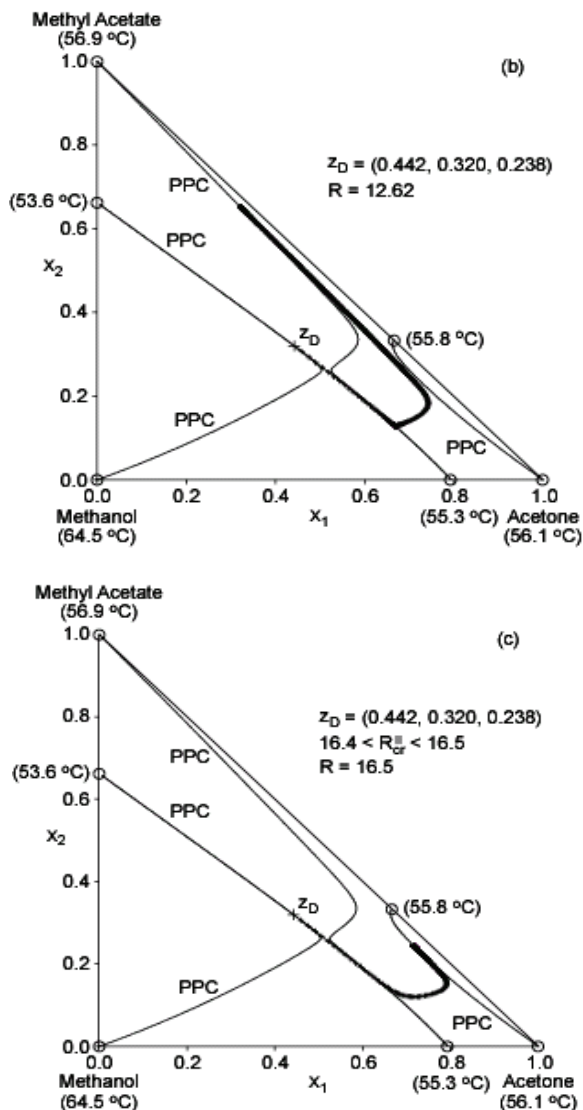 Methyl Acetate
(56.9 °C)
(b)
1.0
0.8
z_D = (0.442, 0.320, 0.238)
R = 12.62
PPC
(53.6 °C)
0.6
PPC
x₂
0.4
z_D
(55.8 °C)
0.2
PPC
PPC
0.0
0.0 0.2 0.4 0.6 0.8 1.0
Methanol x₁ (55.3 °C) Acetone
(64.5 °C) (56.1 °C)
Methyl Acetate
(56.9 °C)
(c)
1.0
0.8
z_D = (0.442, 0.320, 0.238)
16.4 < R_cr^II < 16.5
R = 16.5
PPC
(53.6 °C)
0.6
PPC
x₂
0.4
z_D
(55.8 °C)
0.2
PPC
PPC
0.0
0.0 0.2 0.4 0.6 0.8 1.0
Methanol x₁ (55.3 °C) Acetone
(64.5 °C) (56.1 °C)